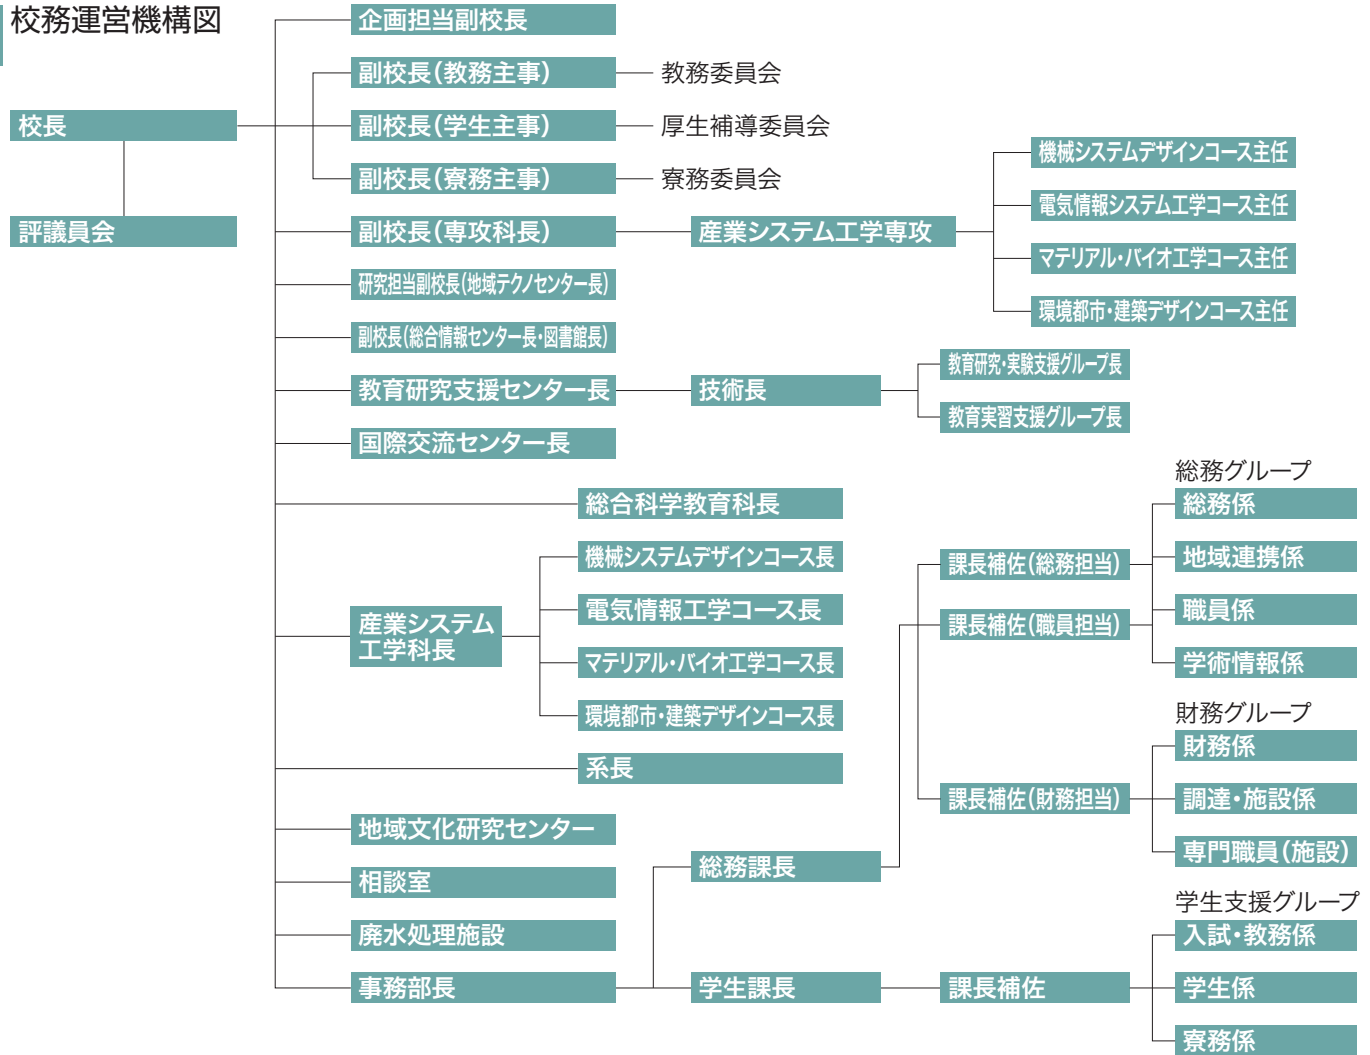 校務運営機構図
校長
評議員会
企画担当副校長
副校長(教務主事)
教務委員会
副校長(学生主事)
厚生補導委員会
副校長(寮務主事)
寮務委員会
副校長(専攻科長)
産業システム工学専攻
機械システムデザインコース主任
電気情報システム工学コース主任
マテリアル・バイオ工学コース主任
環境都市・建築デザインコース主任
研究担当副校長(地域テクノセンター長)
副校長(総合情報センター長・図書館長)
教育研究支援センター長
技術長
教育研究・実験支援グループ長
教育実習支援グループ長
国際交流センター長
総合科学教育科長
産業システム
工学科長
機械システムデザインコース長
電気情報工学コース長
マテリアル・バイオ工学コース長
環境都市・建築デザインコース長
系長
地域文化研究センター
相談室
廃水処理施設
事務部長
総務課長
課長補佐(総務担当)
課長補佐(職員担当)
総務グループ
総務係
地域連携係
職員係
学術情報係
課長補佐(財務担当)
財務グループ
財務係
調達・施設係
専門職員(施設)
学生課長
課長補佐
学生支援グループ
入試・教務係
学生係
寮務係